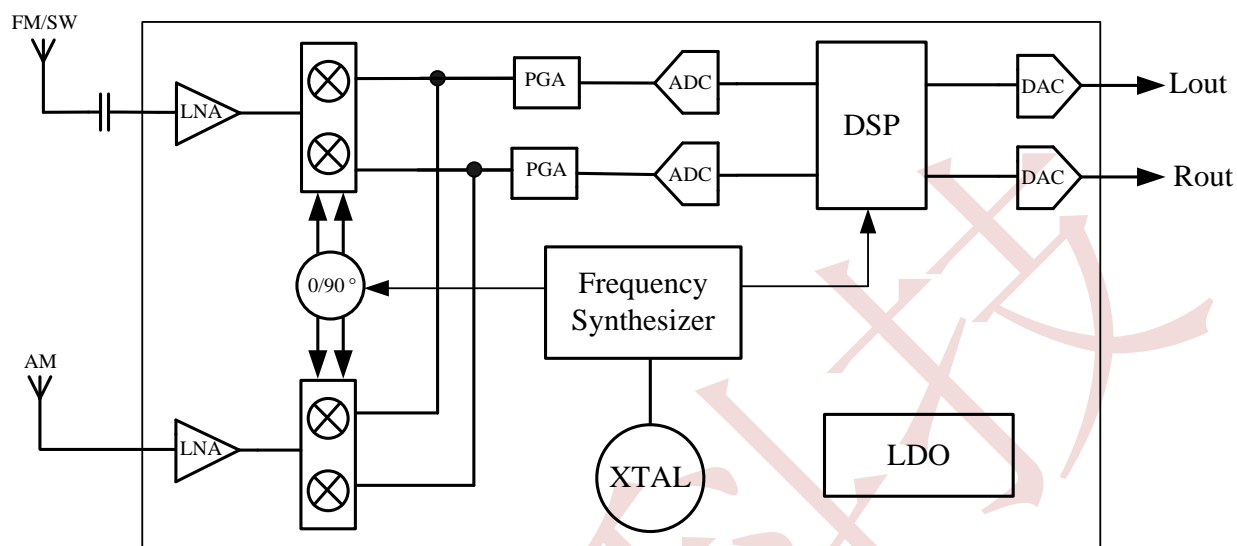 FM/SW
LNA
PGA
ADC
DSP
DAC
Lout
PGA
ADC
DAC
Rout
0/90°
Frequency
Synthesizer
AM
LNA
XTAL
LDO